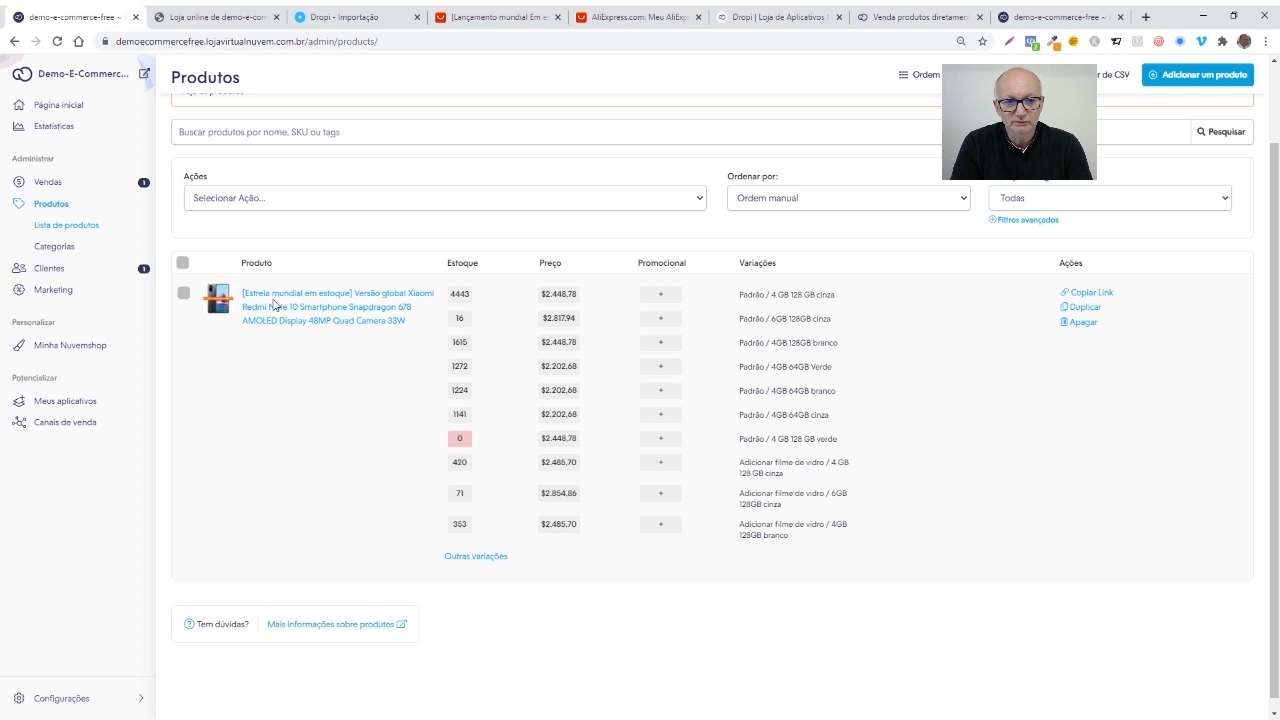 demo-e-commerce-free –
Loja online de demo-e-com
Dropi - Importação
[Lançamento mundial Em e
AliExpress.com: Meu AliExp
Dropi | Loja de Aplicativos N
Venda produtos diretament
demo-e-commerce-free –
demoecommercefree.lojavirtualnuvem.com.br/admin/products/
Demo-E-Commerc...
Produtos
Ordem
r de CSV
Adicionar um produto
Página inicial
Estatísticas
Administrar
Vendas 1
Produtos
Lista de produtos
Categorias
Clientes 1
Marketing
Personalizar
Minha Nuvemshop
Potencializar
Meus aplicativos
Canais de venda
Configurações
Buscar produtos por nome, SKU ou tags
Pesquisar
Ações
Ordenar por:
Selecionar Ação...
Ordem manual
Todas
Filtros avançados
Produto Estoque Preço Promocional Variações Ações
[Estreia mundial em estoque] Versão global Xiaomi
Redmi Note 10 Smartphone Snapdragon 678
AMOLED Display 48MP Quad Camera 33W
4443 $2.448,78 + Padrão / 4 GB 128 GB cinza
16 $2.817,94 + Padrão / 6GB 128GB cinza
1615 $2.448,78 + Padrão / 4GB 128GB branco
1272 $2.202,68 + Padrão / 4GB 64GB Verde
1224 $2.202,68 + Padrão / 4GB 64GB branco
1141 $2.202,68 + Padrão / 4GB 64GB cinza
0 $2.448,78 + Padrão / 4 GB 128 GB verde
420 $2.485,70 + Adicionar filme de vidro / 4 GB
128 GB cinza
71 $2.854,86 + Adicionar filme de vidro / 6GB
128GB cinza
353 $2.485,70 + Adicionar filme de vidro / 4GB
128GB branco
Copiar Link
Duplicar
Apagar
Outras variações
Tem dúvidas? Mais informações sobre produtos